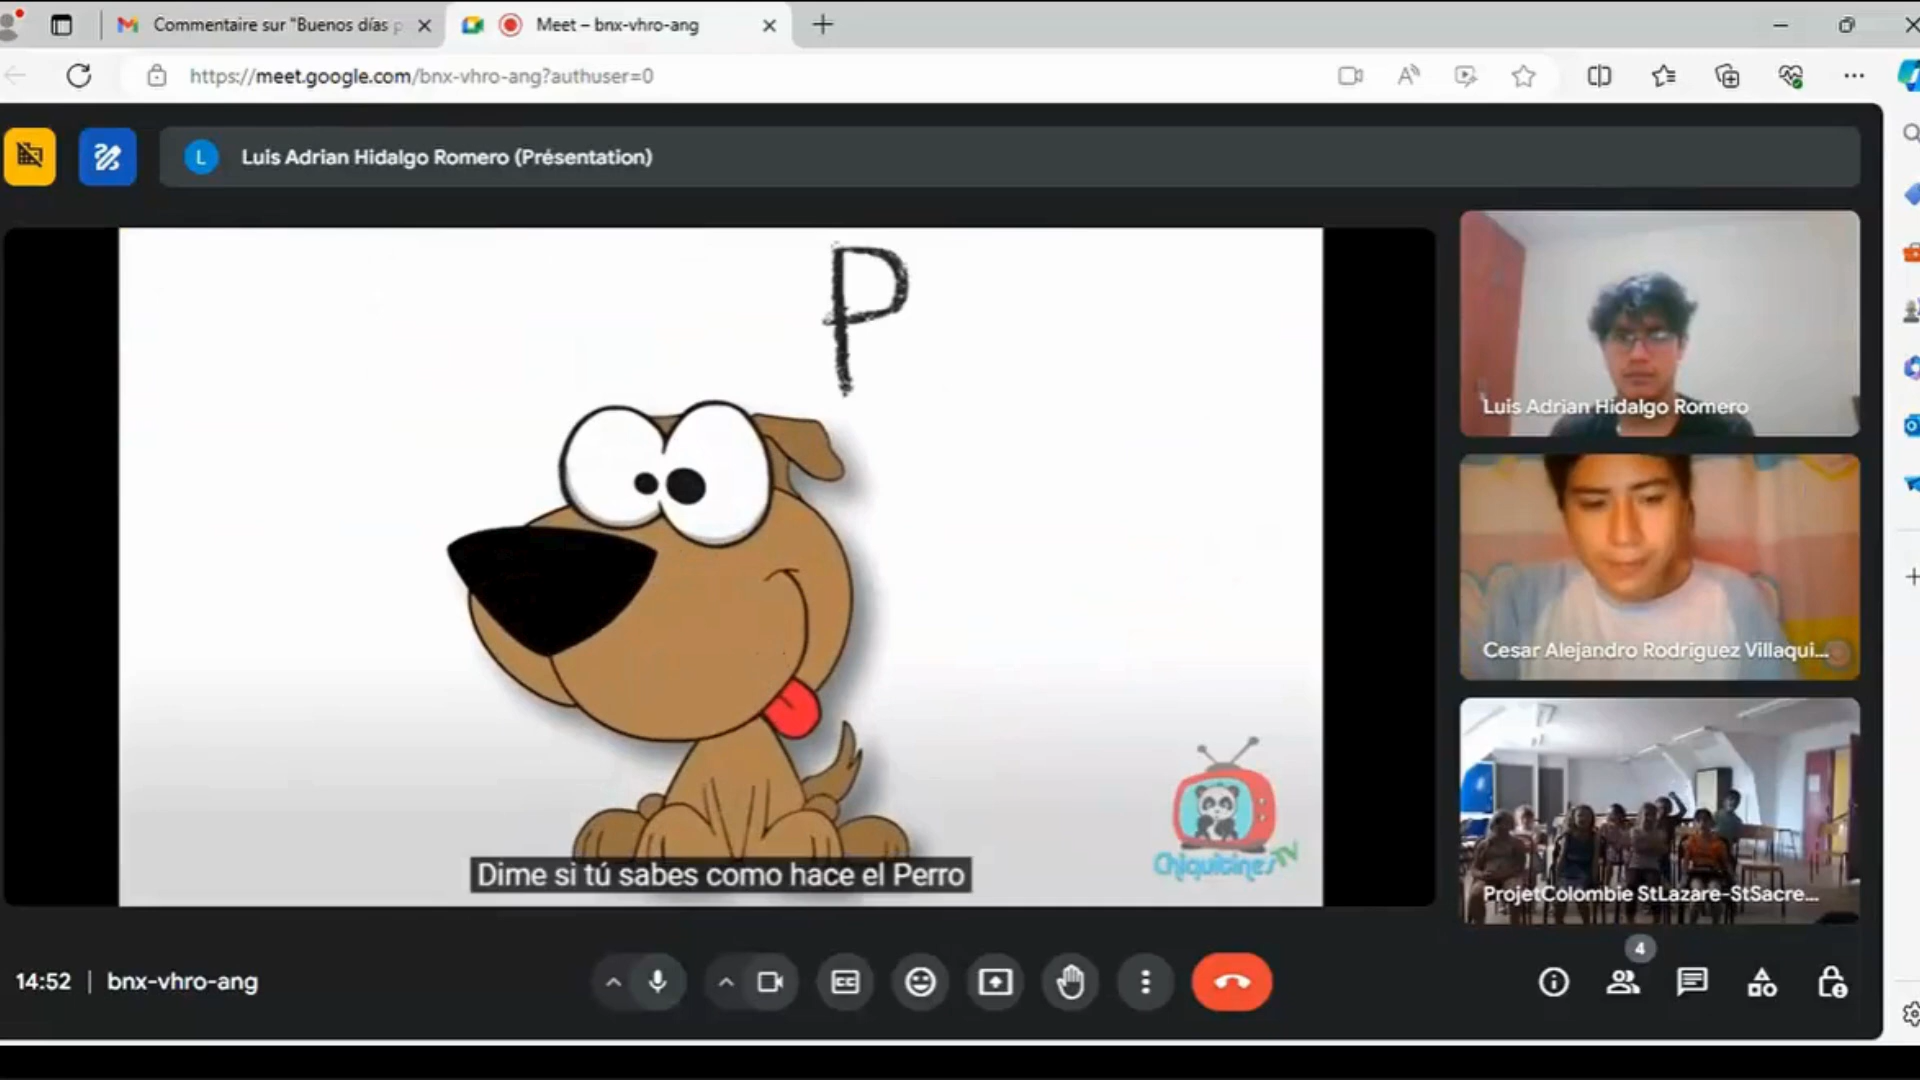 Commentaire sur "Buenos días p
Meet – bnx-vhro-ang
https://meet.google.com/bnx-vhro-ang?authuser=0
L
Luis Adrian Hidalgo Romero (Présentation)
P
Luis Adrian Hidalgo Romero
Cesar Alejandro Rodriguez Villaqui...
ChiquitinesTV
Dime si tú sabes como hace el Perro
ProjetColombie StLazare-StSacre...
4
14:52 | bnx-vhro-ang
CC